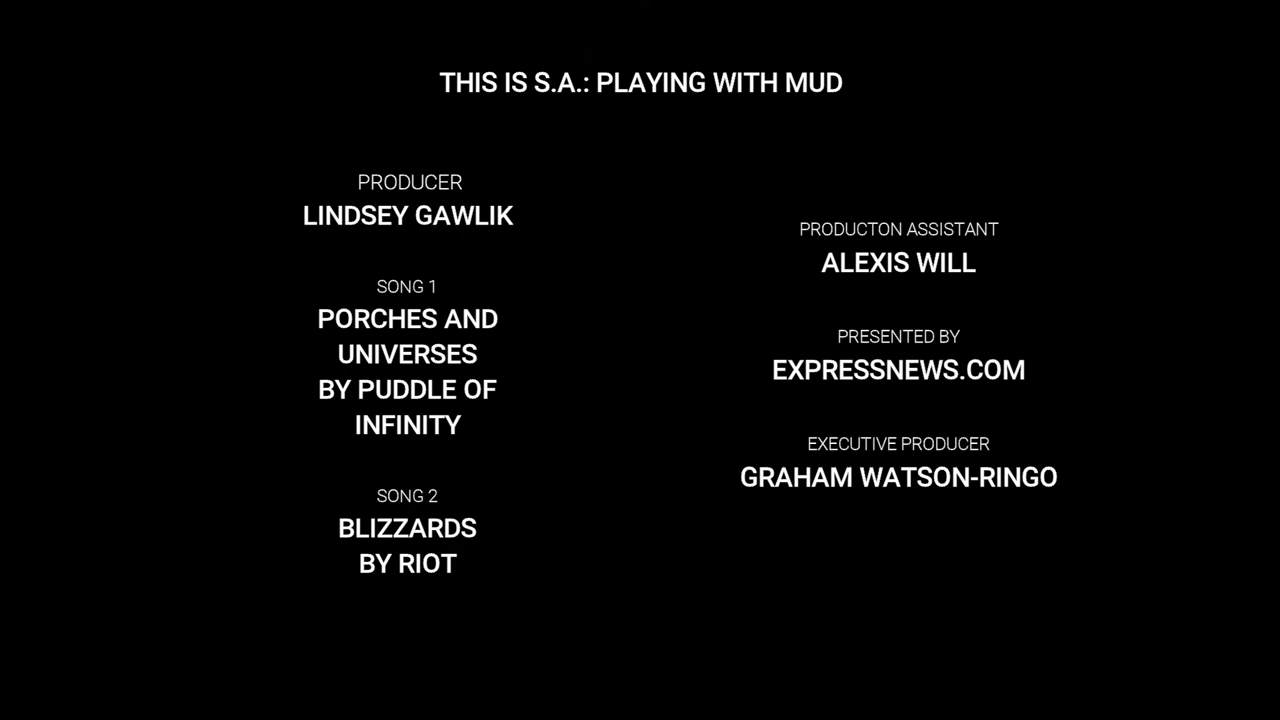 THIS IS S.A.: PLAYING WITH MUD
PRODUCER
LINDSEY GAWLIK
SONG 1
PORCHES AND
UNIVERSES
BY PUDDLE OF
INFINITY
SONG 2
BLIZZARDS
BY RIOT
PRODUCTON ASSISTANT
ALEXIS WILL
PRESENTED BY
EXPRESSNEWS.COM
EXECUTIVE PRODUCER
GRAHAM WATSON-RINGO